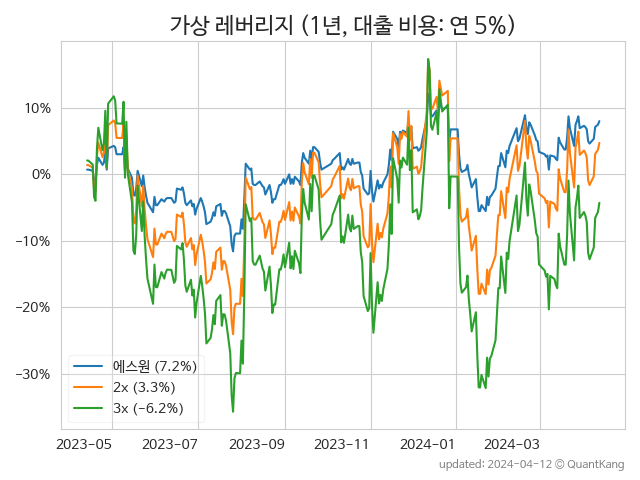 가상 레버리지 (1년, 대출 비용: 연 5%)
10%
0%
−10%
−20%
−30%
에스원 (7.2%)
2x (3.3%)
3x (−6.2%)
2023-05 2023-07 2023-09 2023-11 2024-01 2024-03
updated: 2024-04-12 © QuantKang